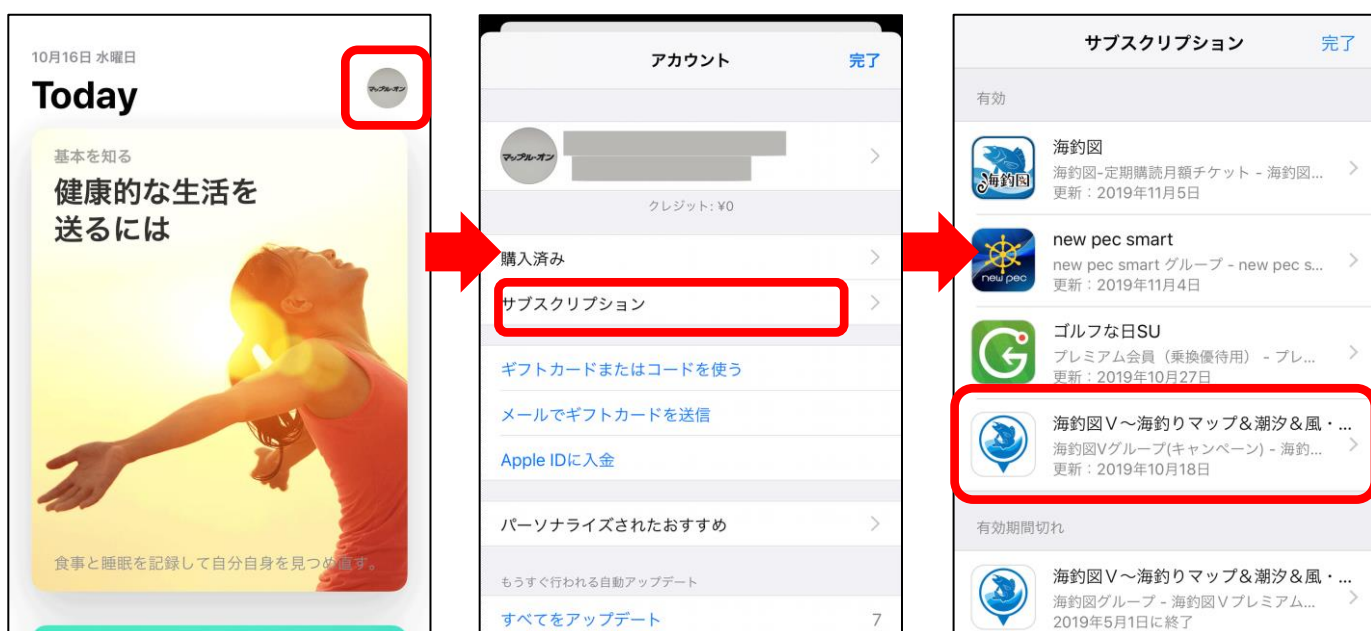 10月16日 水曜日
Today
マップル・オン
基本を知る
健康的な生活を
送るには
食事と睡眠を記録して自分自身を見つめ直す。
アカウント
完了
マップル・オン
クレジット: ¥0
購入済み
サブスクリプション
ギフトカードまたはコードを使う
メールでギフトカードを送信
Apple IDに入金
パーソナライズされたおすすめ
もうすぐ行われる自動アップデート
すべてをアップデート 7
サブスクリプション
完了
有効
海釣図
海釣図
海釣図-定期購読月額チケット - 海釣図...
更新：2019年11月5日
new pec
new pec smart
new pec smart グループ - new pec s...
更新：2019年11月4日
ゴルフな日SU
プレミアム会員（乗換優待用） - プレ...
更新：2019年10月27日
海釣図Ｖ～海釣りマップ＆潮汐＆風・...
海釣図Vグループ(キャンペーン) - 海釣...
更新：2019年10月18日
有効期間切れ
海釣図Ｖ～海釣りマップ＆潮汐＆風・...
海釣図グループ - 海釣図Ｖプレミアム...
2019年5月1日に終了